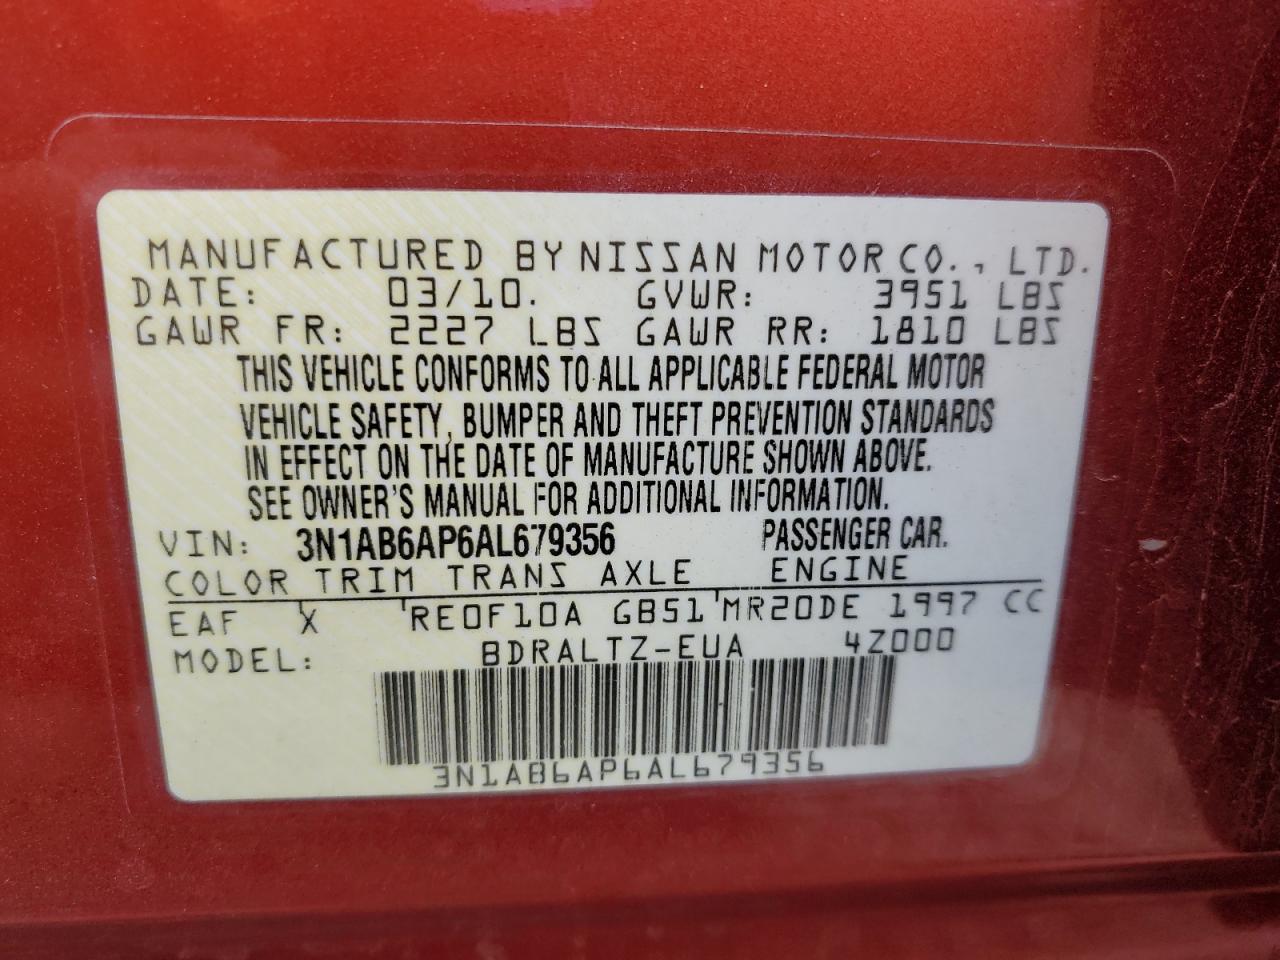 MANUFACTURED BY NISSAN MOTOR CO., LTD.
DATE: 03/10. GVWR: 3951 LBS
GAWR FR: 2227 LBS GAWR RR: 1810 LBS
THIS VEHICLE CONFORMS TO ALL APPLICABLE FEDERAL MOTOR
VEHICLE SAFETY, BUMPER AND THEFT PREVENTION STANDARDS
IN EFFECT ON THE DATE OF MANUFACTURE SHOWN ABOVE.
SEE OWNER'S MANUAL FOR ADDITIONAL INFORMATION.
VIN: 3N1AB6AP6AL679356 PASSENGER CAR.
COLOR TRIM TRANS AXLE ENGINE
EAF X 'RE0F10A GB51'MR20DE 1997 CC
MODEL: BDRALTZ-EUA 4Z000
3N1AB6AP6AL679356